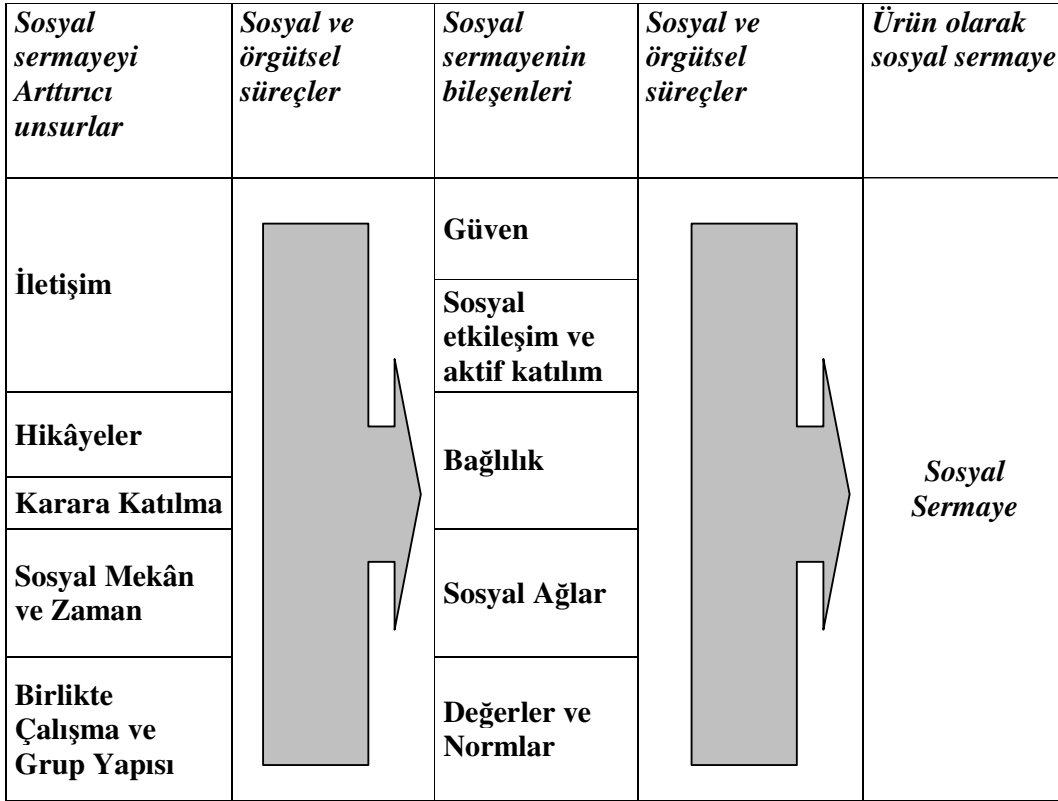 Sosyal
sermayeyi
Arttırıcı
unsurlar
Sosyal ve
örgütsel
süreçler
Sosyal
sermayenin
bileşenleri
Sosyal ve
örgütsel
süreçler
Ürün olarak
sosyal sermaye
İletişim
Hikâyeler
Karara Katılma
Sosyal Mekân
ve Zaman
Birlikte
Çalışma ve
Grup Yapısı
Güven
Sosyal
etkileşim ve
aktif katılım
Bağlılık
Sosyal Ağlar
Değerler ve
Normlar
Sosyal
Sermaye